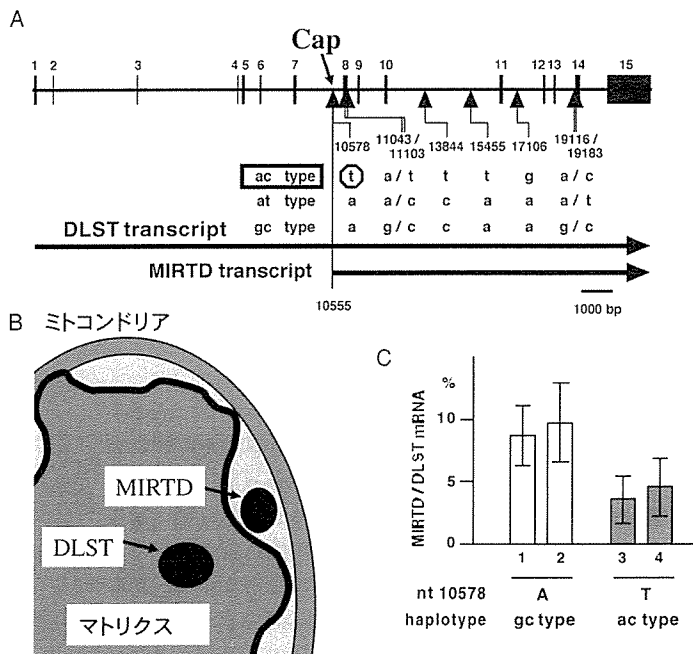 A
Cap
1 2 3 4 5 6 7 8 9 10 11 12 13 14 15
10578 11043/11103 13844 15455 17106 19116/19183
ac type t a/t t t g a/c
at type a a/c c a a a/t
gc type a g/c c a a g/c
DLST transcript
MIRTD transcript
10555
1000 bp
B ミトコンドリア
MIRTD
DLST
マトリクス
C
%
10
5
0
MIRTD/DLST mRNA
1 2 3 4
nt 10578 A T
haplotype gc type ac type